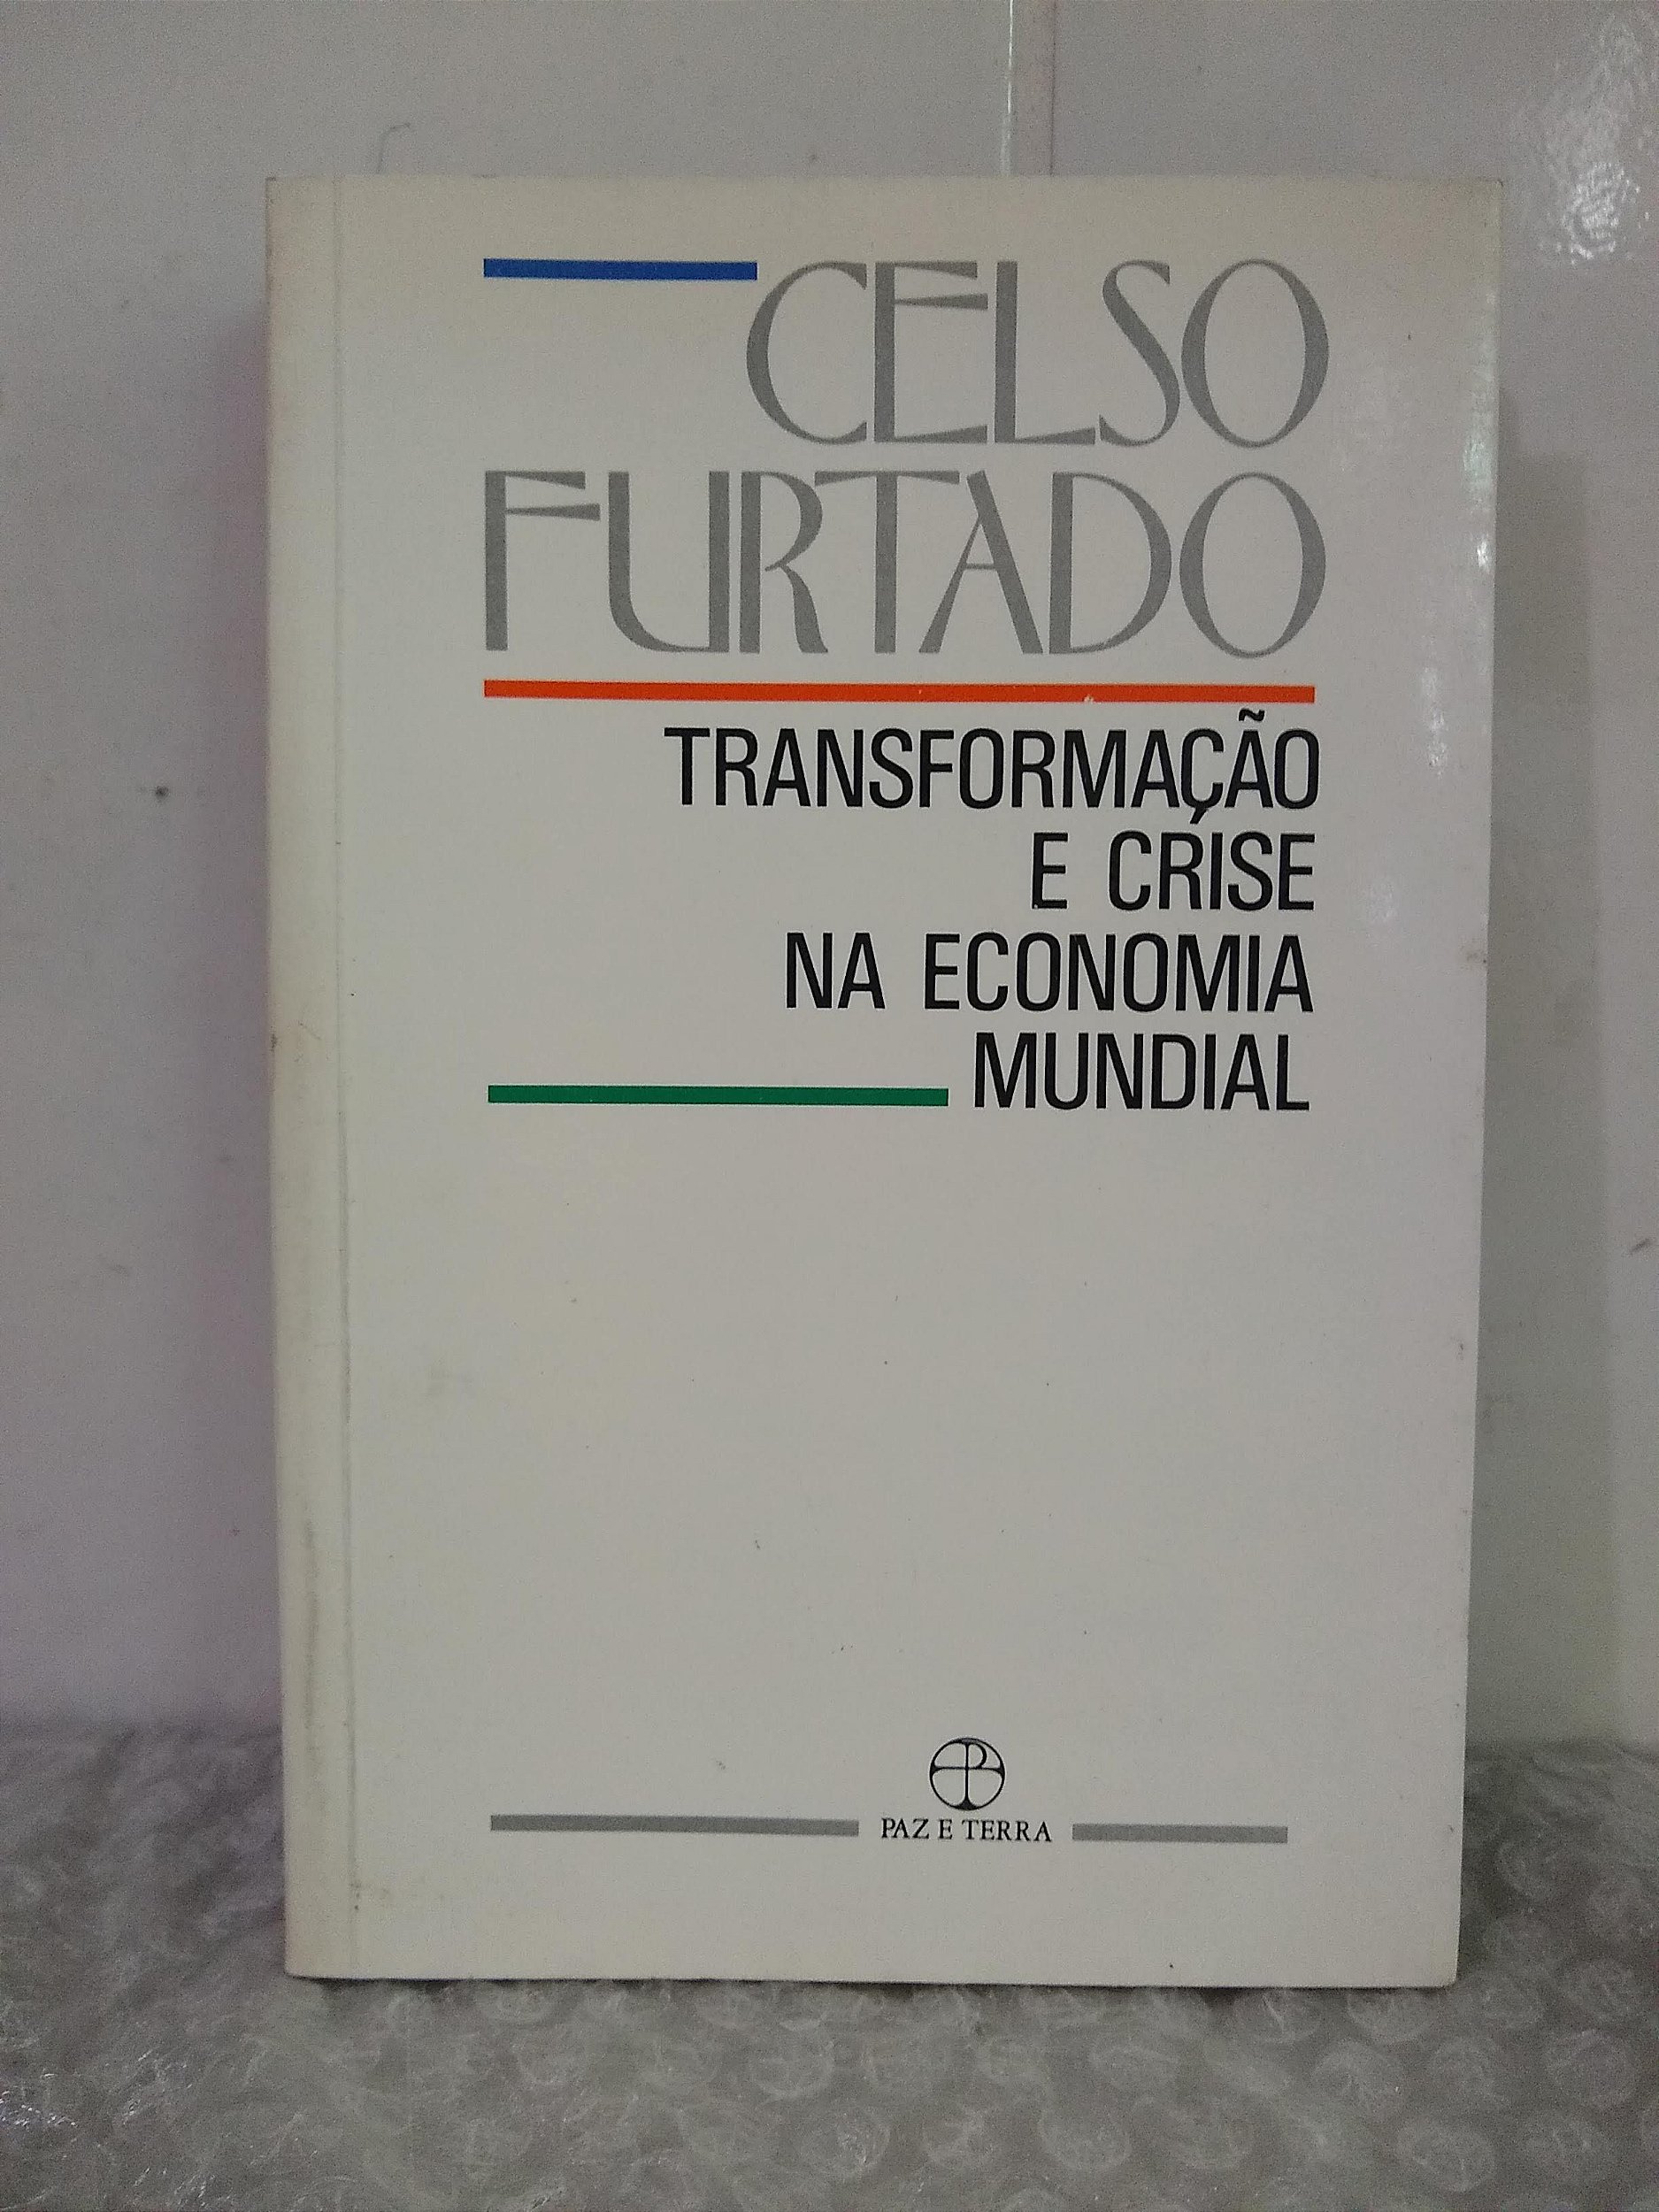 CELSO
FURTADO
TRANSFORMAÇÃO
E CRISE
NA ECONOMIA
MUNDIAL
PAZ E TERRA